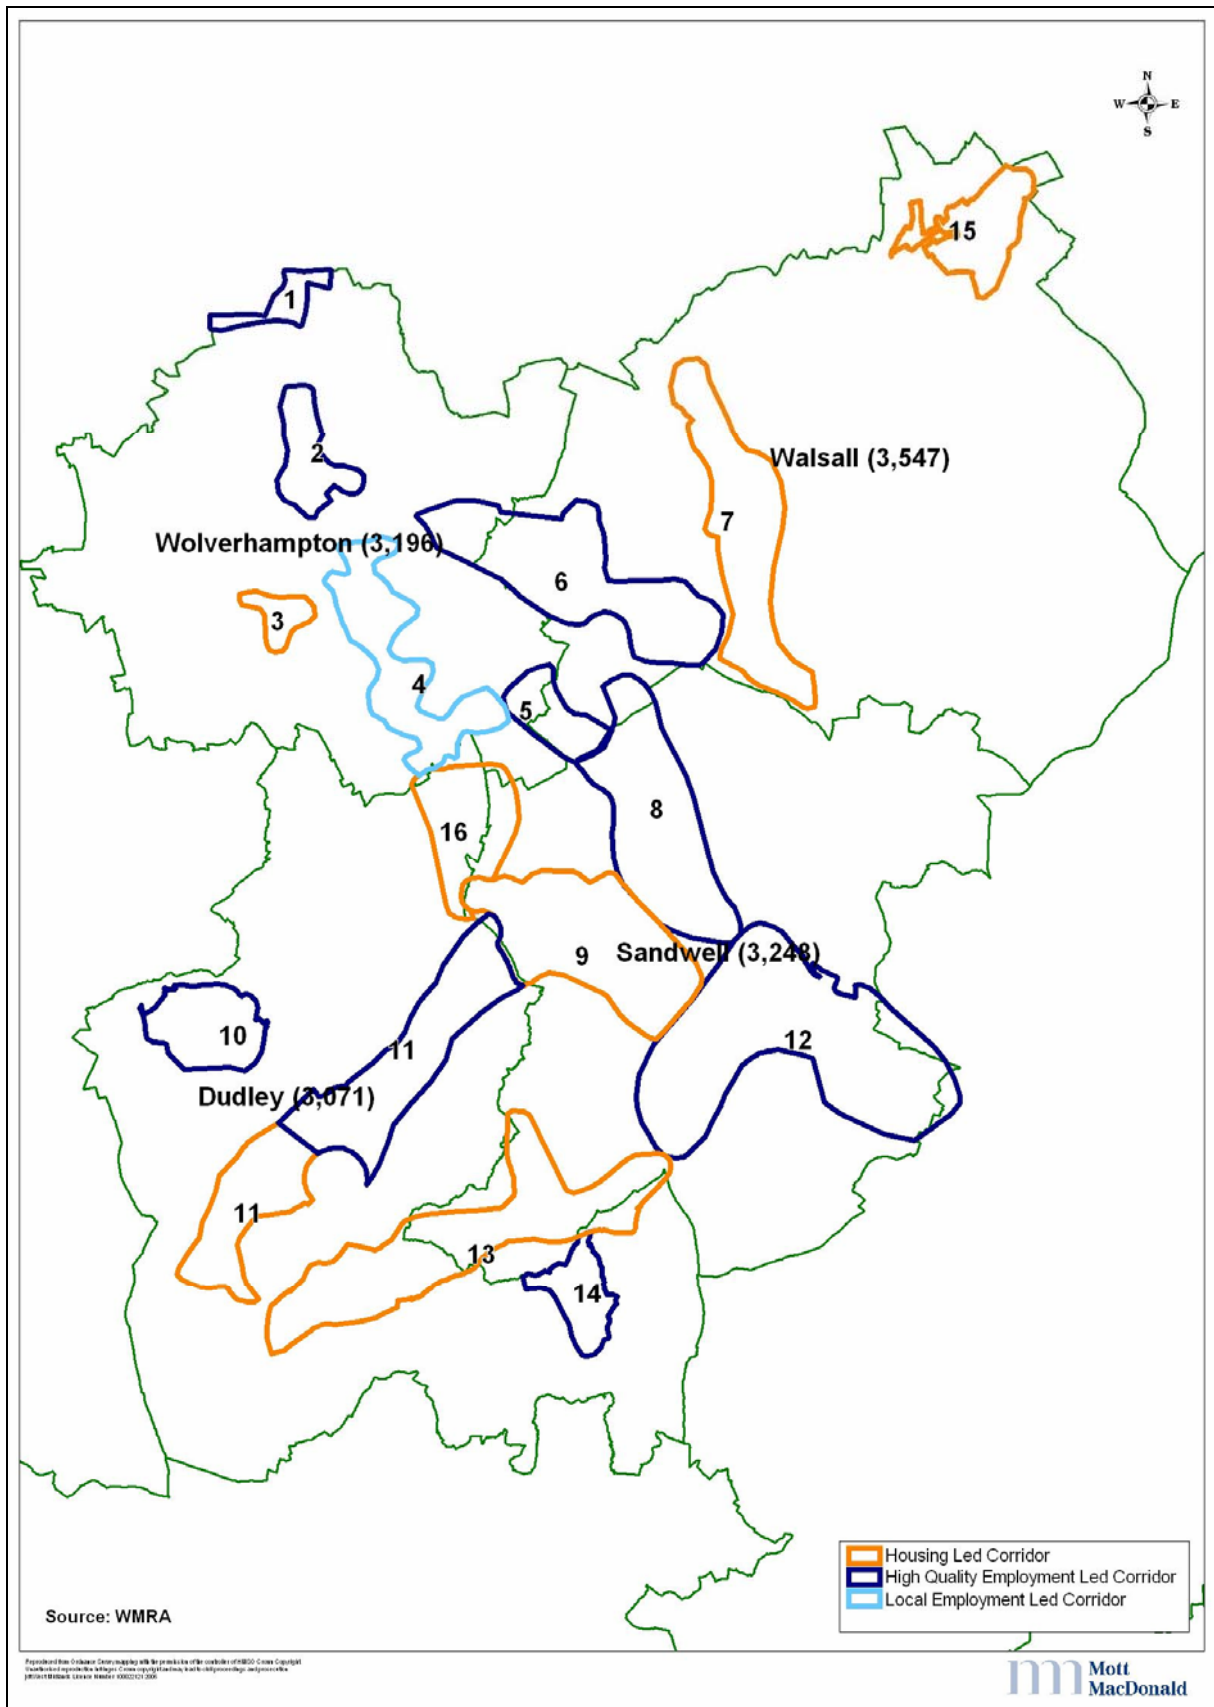 N
W E
S
15
1
2
Walsall (3,547)
7
Wolverhampton (3,196)
6
3
4
5
8
16
9
Sandwell (3,248)
10
11
12
Dudley (3,071)
11
13
14
Housing Led Corridor
High Quality Employment Led Corridor
Local Employment Led Corridor
Source: WMRA
Mott
MacDonald